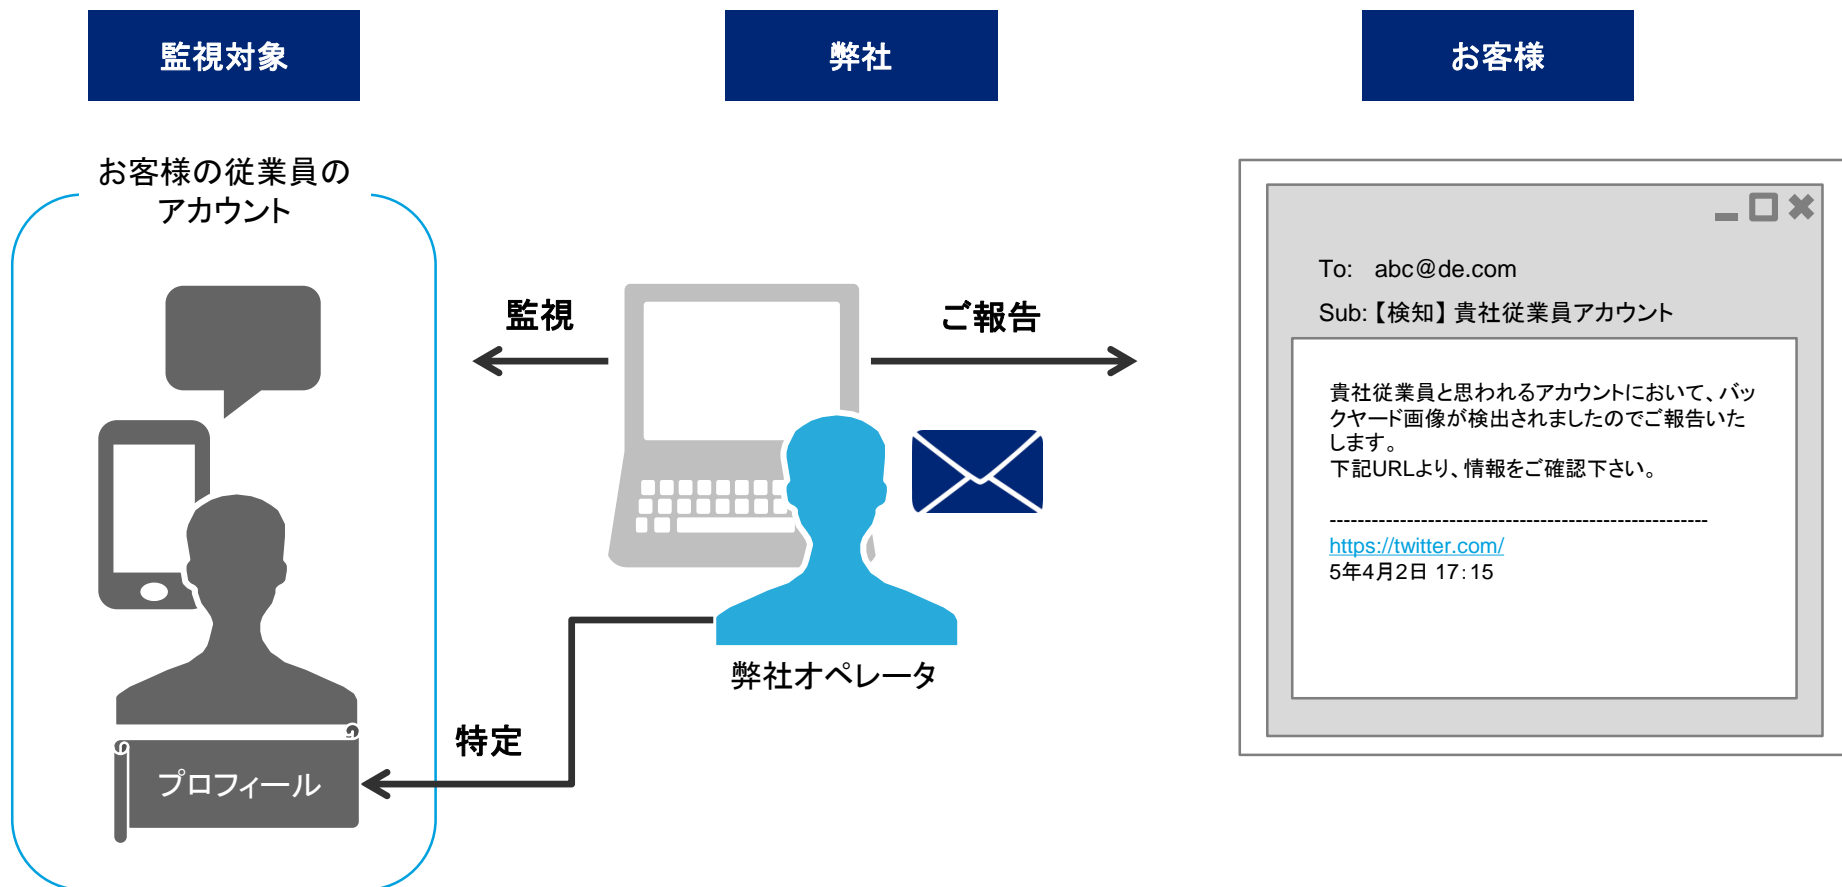 監視対象
弊社
お客様
お客様の従業員の
アカウント
監視
ご報告
特定
プロフィール
弊社オペレータ
To: abc@de.com
Sub:【検知】貴社従業員アカウント
貴社従業員と思われるアカウントにおいて、バッ
クヤード画像が検出されましたのでご報告いた
します。
下記URLより、情報をご確認下さい。
------------------------------------------------------
https://twitter.com/
5年4月2日 17:15